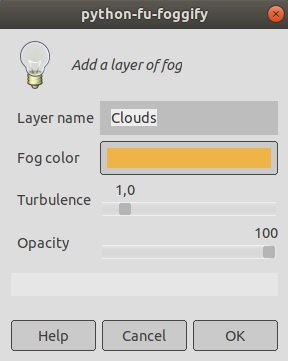 python-fu-foggify
Add a layer of fog
Layer name Clouds
Fog color
1,0
Turbulence
100
Opacity
Help Cancel OK